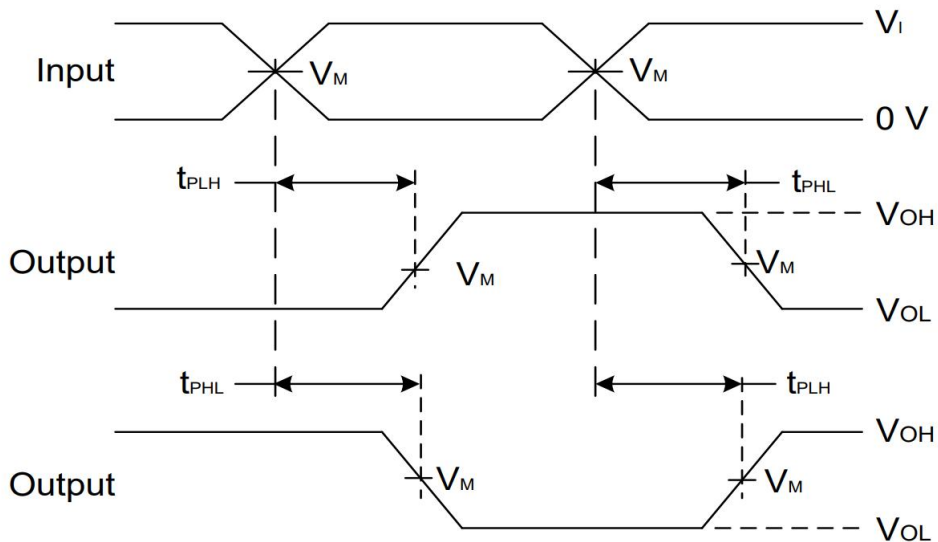 VI
Input VM VM
0 V
tPLH tPHL
VOH
Output VM VM
VOL
tPHL tPLH
VOH
Output VM VM
VOL